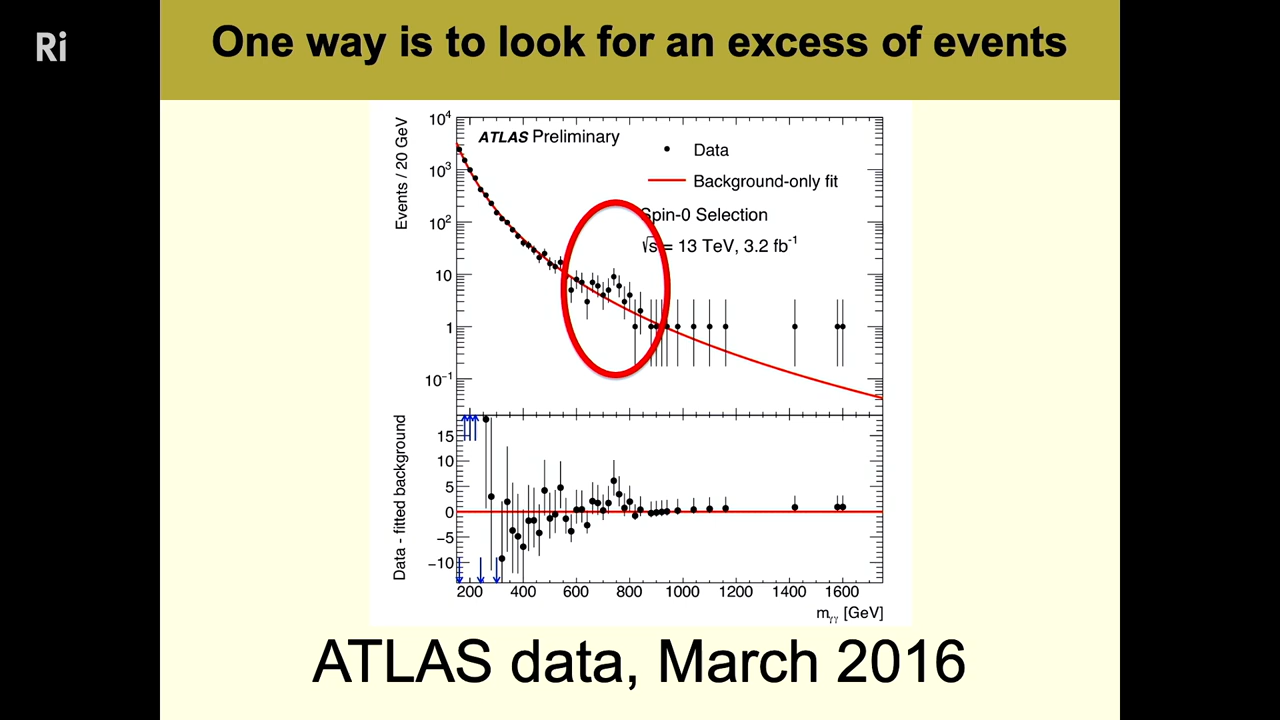 Ri
One way is to look for an excess of events
10⁴
10³
10²
10
1
10⁻¹
Events / 20 GeV
ATLAS Preliminary
Data
Background-only fit
Spin-0 Selection
√s = 13 TeV, 3.2 fb⁻¹
Data - fitted background
15
10
5
0
−5
−10
200 400 600 800 1000 1200 1400 1600
mγγ [GeV]
ATLAS data, March 2016